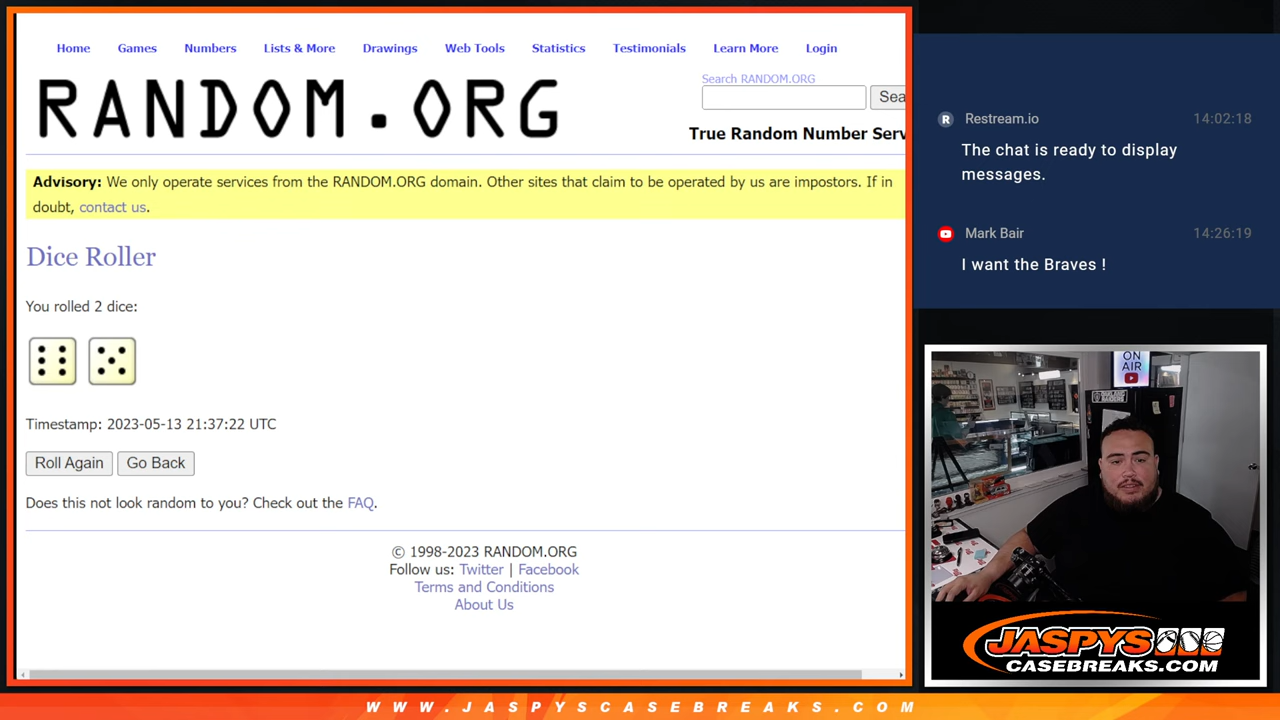 Home Games Numbers Lists & More Drawings Web Tools Statistics Testimonials Learn More Login
RANDOM.ORG
Search RANDOM.ORG
Sea
True Random Number Serv
Advisory: We only operate services from the RANDOM.ORG domain. Other sites that claim to be operated by us are impostors. If in
doubt, contact us.
Dice Roller
You rolled 2 dice:
Timestamp: 2023-05-13 21:37:22 UTC
Roll Again Go Back
Does this not look random to you? Check out the FAQ.
© 1998-2023 RANDOM.ORG
Follow us: Twitter | Facebook
Terms and Conditions
About Us
R Restream.io 14:02:18
The chat is ready to display
messages.
Mark Bair 14:26:19
I want the Braves !
ON
AIR
OAKLAND
RAIDERS
JASPYS
CASEBREAKS.COM
WWW.JASPYSCASEBREAKS.COM